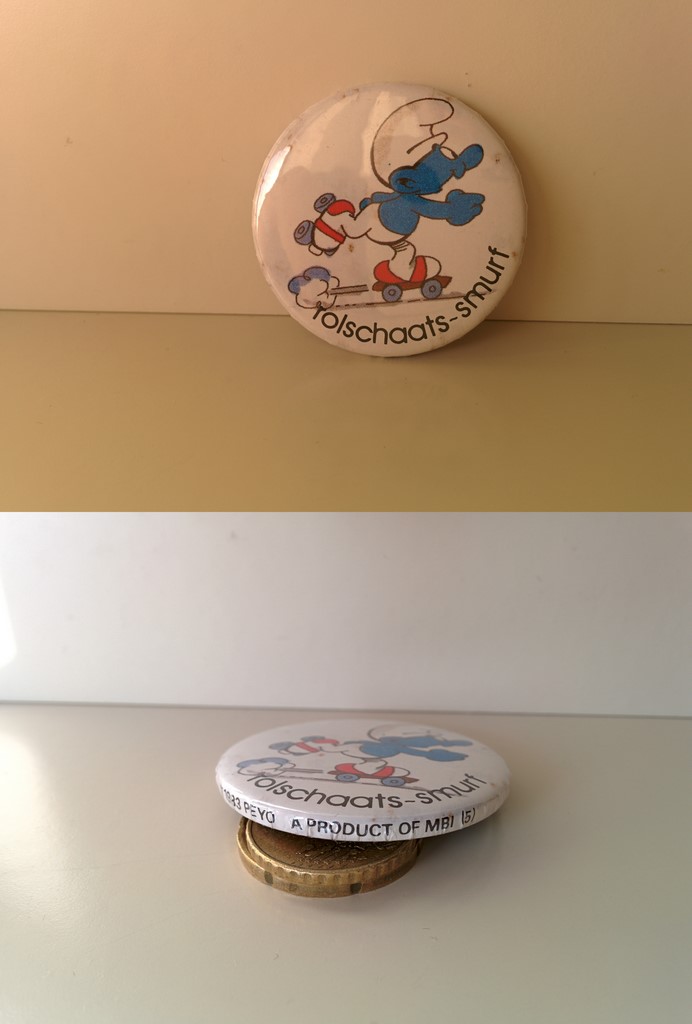 rolschaats-smurf
rolschaats-smurf
1983 PEYO A PRODUCT OF MBI (5)